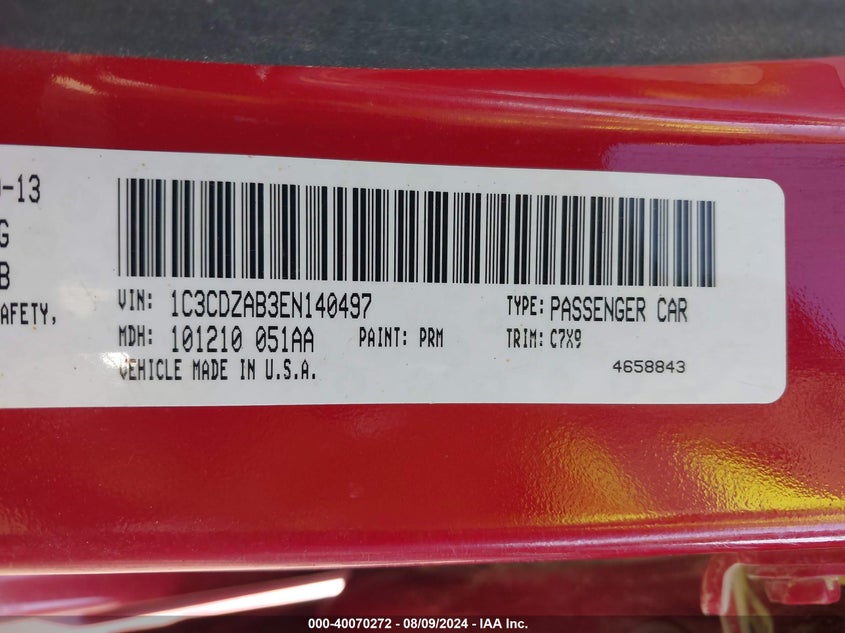 -13
G
B
AFETY,
VIN: 1C3CDZAB3EN140497 TYPE: PASSENGER CAR
MDH: 101210 051AA PAINT: PRM TRIM: C7X9
VEHICLE MADE IN U.S.A. 4658843
000-40070272 - 08/09/2024 - IAA Inc.